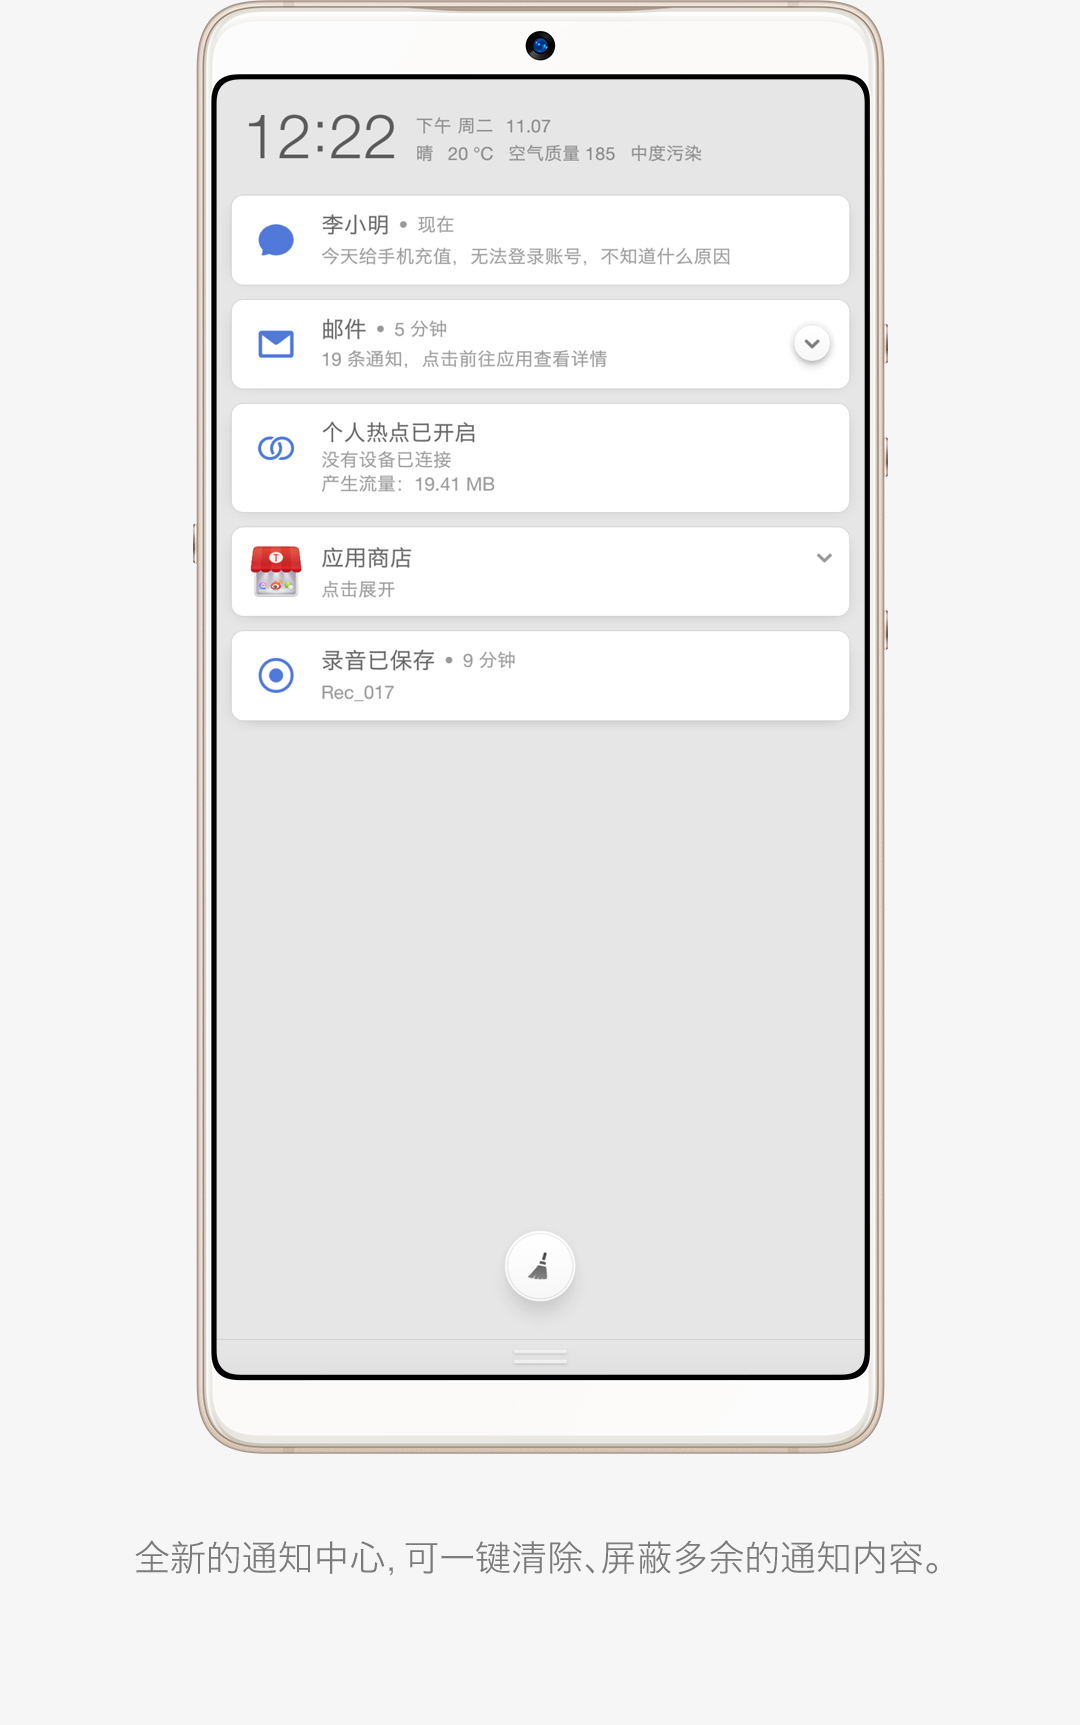 12:22
下午 周二 11.07
晴 20 °C 空气质量 185 中度污染
李小明 • 现在
今天给手机充值，无法登录账号，不知道什么原因
邮件 • 5 分钟
19 条通知，点击前往应用查看详情
个人热点已开启
没有设备已连接
产生流量：19.41 MB
T
应用商店
点击展开
录音已保存 • 9 分钟
Rec_017
全新的通知中心, 可一键清除、屏蔽多余的通知内容。